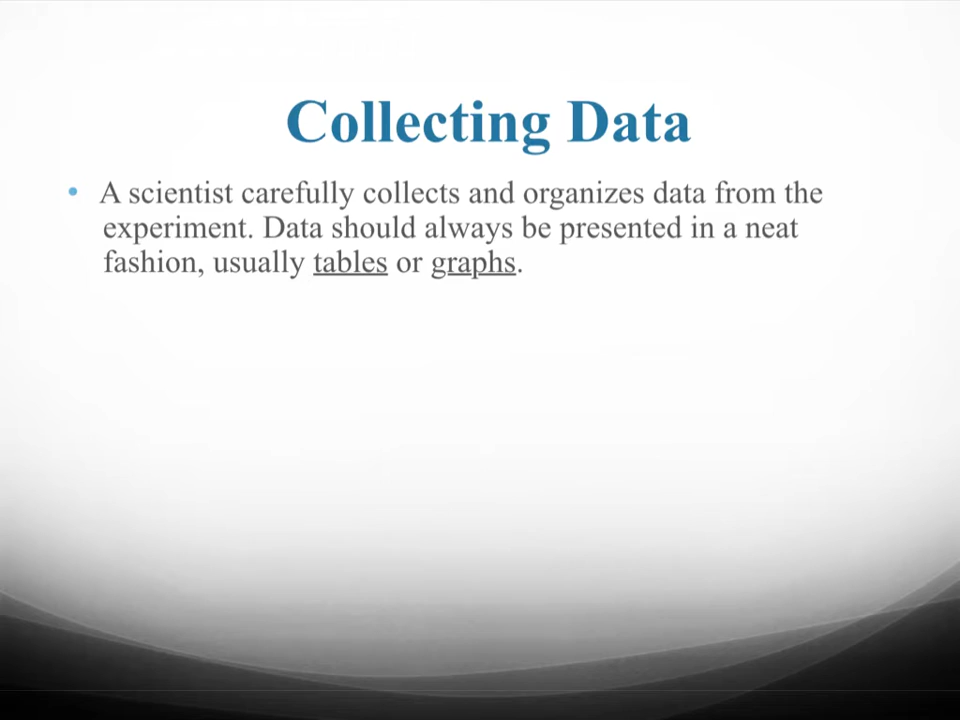 Collecting Data
• A scientist carefully collects and organizes data from the
experiment. Data should always be presented in a neat
fashion, usually tables or graphs.